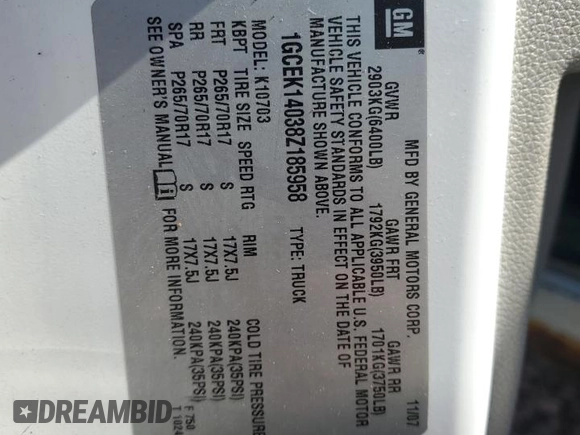 GM
®
MFD BY GENERAL MOTORS CORP. 11/07
GVWR GAWR FRT GAWR RR
2903KG(6400LB) 1792KG(3950LB) 1701KG(3750LB)
THIS VEHICLE CONFORMS TO ALL APPLICABLE U.S. FEDERAL MOTOR
VEHICLE SAFETY STANDARDS IN EFFECT ON THE DATE OF
MANUFACTURE SHOWN ABOVE.
1GCEK14038Z185958 TYPE: TRUCK
MODEL: K10703
KBPT TIRE SIZE SPEED RTG RIM COLD TIRE PRESSURE
FRT P265/70R17 S 17X7.5J 240KPA(35PSI)
RR P265/70R17 S 17X7.5J 240KPA(35PSI)
SPA P265/70R17 S 17X7.5J 240KPA(35PSI)
SEE OWNER'S MANUAL FOR MORE INFORMATION.
F 750
T 1024
DREAMBID